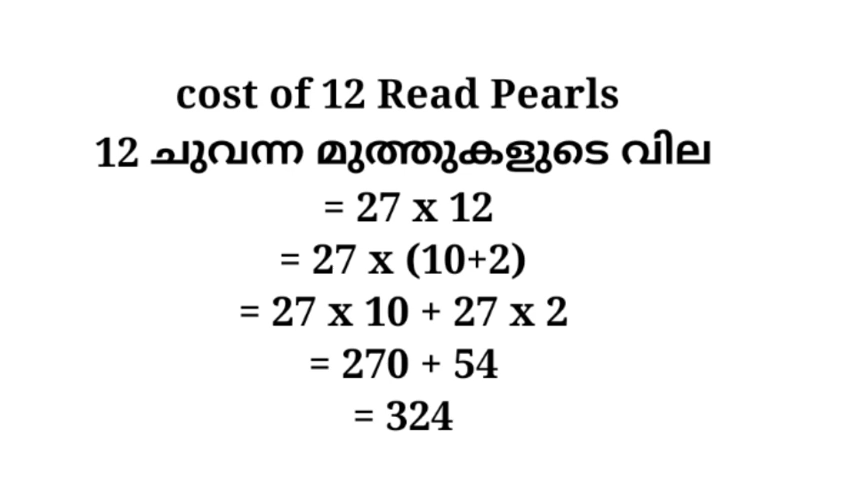 cost of 12 Read Pearls
12 ചുവന്ന മുത്തുകളുടെ വില
= 27 x 12
= 27 x (10+2)
= 27 x 10 + 27 x 2
= 270 + 54
= 324